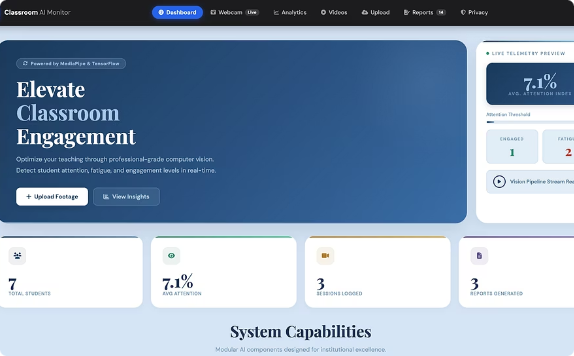 Classroom AI Monitor
Dashboard
Webcam Live
Analytics
Videos
Upload
Reports 14
Privacy
Powered by MediaPipe & TensorFlow
Elevate
Classroom
Engagement
Optimize your teaching through professional-grade computer vision.
Detect student attention, fatigue, and engagement levels in real-time.
Upload Footage
View Insights
LIVE TELEMETRY PREVIEW
7.1%
AVG. ATTENTION INDEX
Attention Threshold
ENGAGED
1
FATIG
2
Vision Pipeline Stream Rea
7
TOTAL STUDENTS
7.1%
AVG ATTENTION
3
SESSIONS LOGGED
3
REPORTS GENERATED
System Capabilities
Modular AI components designed for institutional excellence